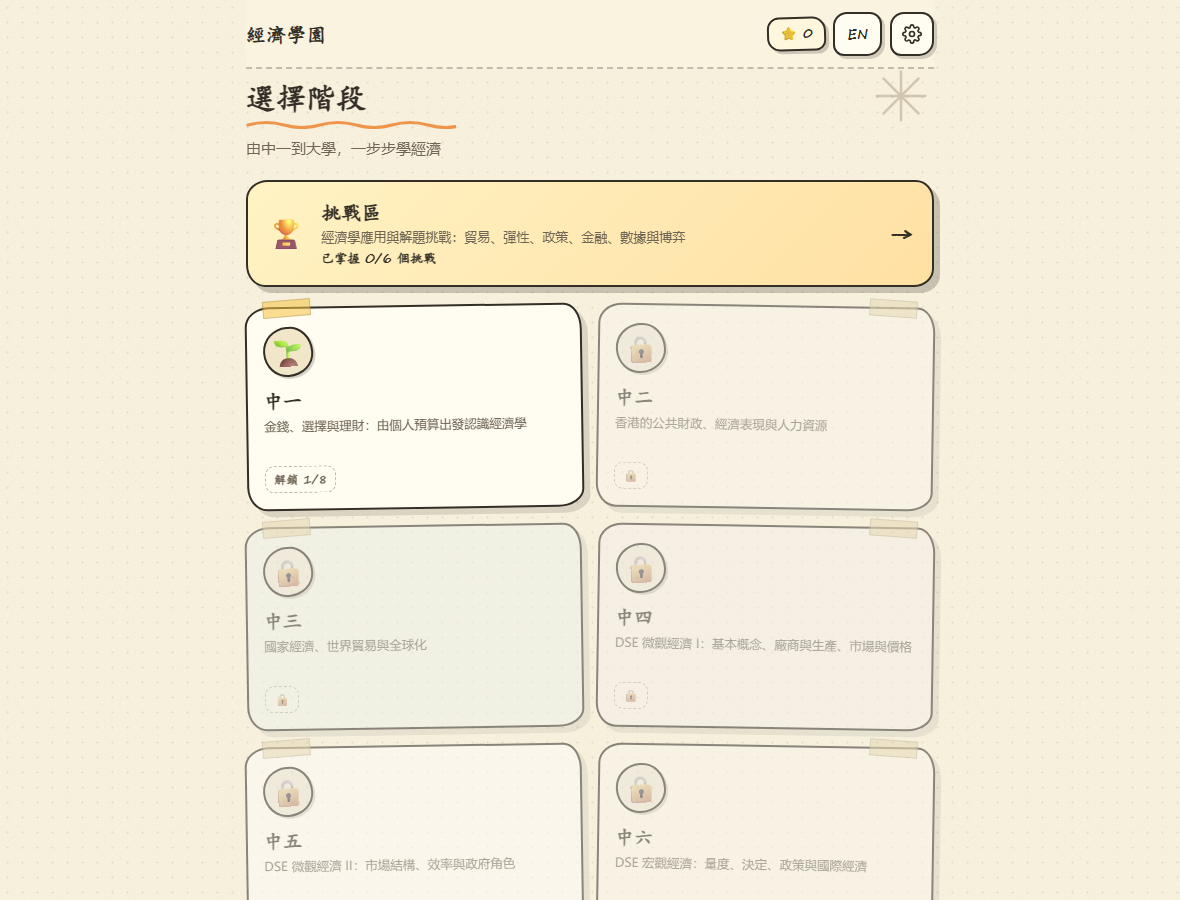 經濟學園
0
EN
選擇階段
由中一到大學，一步步學經濟
挑戰區
經濟學應用與解題挑戰：貿易、彈性、政策、金融、數據與博弈
已掌握 0/6 個挑戰
中一
金錢、選擇與理財：由個人預算出發認識經濟學
解鎖 1/8
中二
香港的公共財政、經濟表現與人力資源
中三
國家經濟、世界貿易與全球化
中四
DSE 微觀經濟 I：基本概念、廠商與生產、市場與價格
中五
DSE 微觀經濟 II：市場結構、效率與政府角色
中六
DSE 宏觀經濟：量度、決定、政策與國際經濟